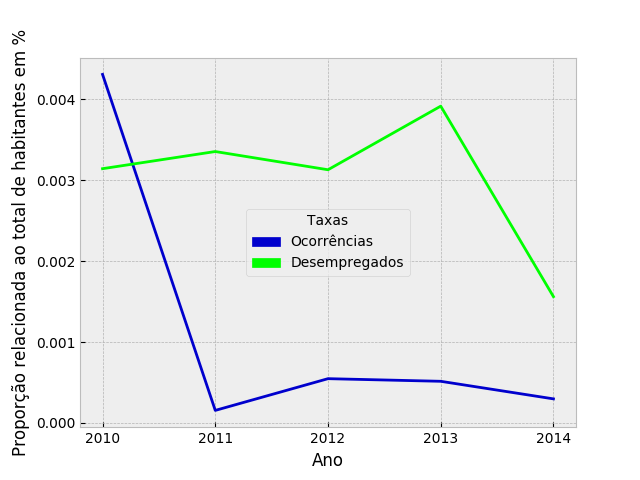 Proporção relacionada ao total de habitantes em %
0.004
0.003
0.002
0.001
0.000
Taxas
Ocorrências
Desempregados
2010 2011 2012 2013 2014
Ano